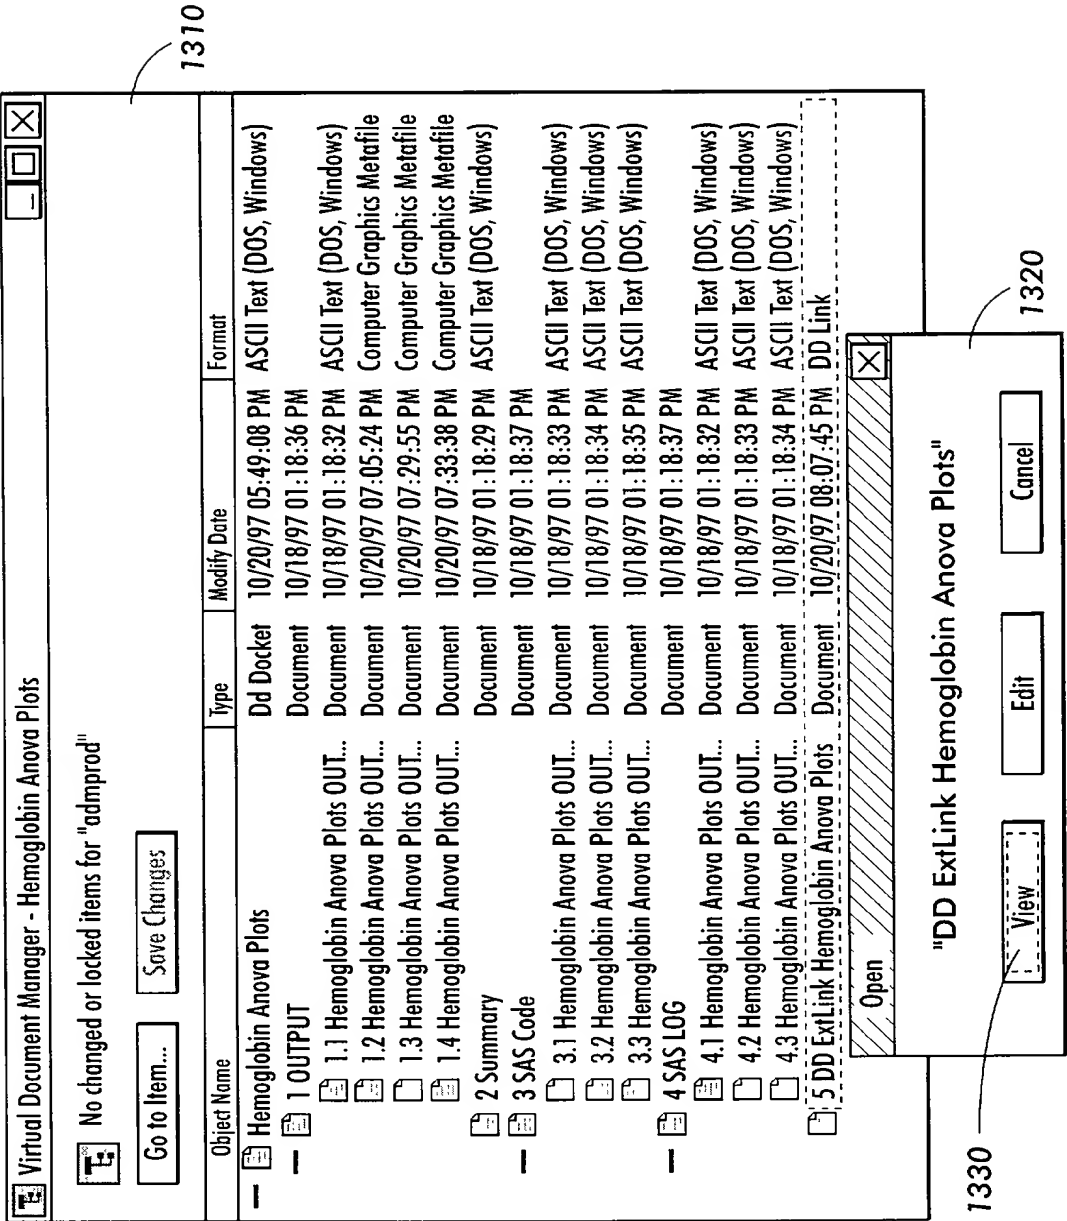 Virtual Document Manager - Hemoglobin Anova Plots
No changed or locked items for "admprod"
Go to Item... Save Changes
1310
Object Name Type Modify Date Format
Hemoglobin Anova Plots Dd Docket 10/20/97 05:49:08 PM ASCII Text (DOS, Windows)
1 OUTPUT Document 10/18/97 01:18:36 PM
1.1 Hemoglobin Anova Plots OUT... Document 10/18/97 01:18:32 PM ASCII Text (DOS, Windows)
1.2 Hemoglobin Anova Plots OUT... Document 10/20/97 07:05:24 PM Computer Graphics Metafile
1.3 Hemoglobin Anova Plots OUT... Document 10/20/97 07:29:55 PM Computer Graphics Metafile
1.4 Hemoglobin Anova Plots OUT... Document 10/20/97 07:33:38 PM Computer Graphics Metafile
2 Summary Document 10/18/97 01:18:29 PM ASCII Text (DOS, Windows)
3 SAS Code Document 10/18/97 01:18:37 PM
3.1 Hemoglobin Anova Plots OUT... Document 10/18/97 01:18:33 PM ASCII Text (DOS, Windows)
3.2 Hemoglobin Anova Plots OUT... Document 10/18/97 01:18:34 PM ASCII Text (DOS, Windows)
3.3 Hemoglobin Anova Plots OUT... Document 10/18/97 01:18:35 PM ASCII Text (DOS, Windows)
4 SAS LOG Document 10/18/97 01:18:37 PM
4.1 Hemoglobin Anova Plots OUT... Document 10/18/97 01:18:32 PM ASCII Text (DOS, Windows)
4.2 Hemoglobin Anova Plots OUT... Document 10/18/97 01:18:33 PM ASCII Text (DOS, Windows)
4.3 Hemoglobin Anova Plots OUT... Document 10/18/97 01:18:34 PM ASCII Text (DOS, Windows)
5 DD ExtLink Hemoglobin Anova Plots Document 10/20/97 08:07:45 PM DD Link
Open
"DD ExtLink Hemoglobin Anova Plots"
View Edit Cancel
1330
1320